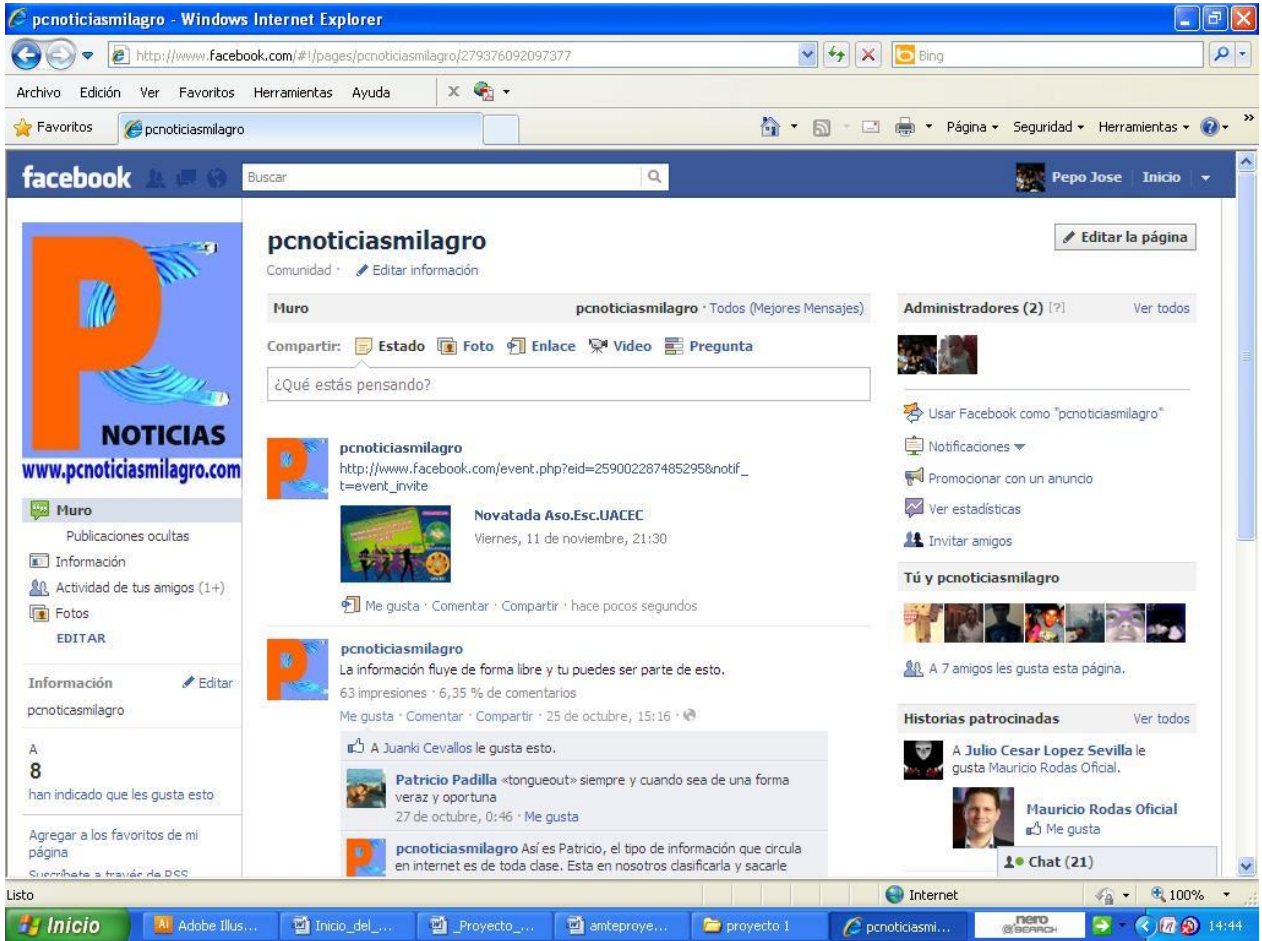 pcnoticiasmilagro - Windows Internet Explorer
http://www.facebook.com/#!/pages/pcnoticiasmilagro/279376092097377
Bing
Archivo Edición Ver Favoritos Herramientas Ayuda
Favoritos
pcnoticiasmilagro
Página
Seguridad
Herramientas
facebook
Buscar
Pepo Jose
Inicio
P
NOTICIAS
www.pcnoticiasmilagro.com
Muro
Publicaciones ocultas
Información
Actividad de tus amigos (1+)
Fotos
EDITAR
Información
Editar
pcnoticasmilagro
A
8
han indicado que les gusta esto
Agregar a los favoritos de mi
página
Suscríbete a través de RSS
pcnoticiasmilagro
Comunidad · Editar información
Muro
pcnoticiasmilagro · Todos (Mejores Mensajes)
Compartir: Estado Foto Enlace Video Pregunta
¿Qué estás pensando?
pcnoticiasmilagro
http://www.facebook.com/event.php?eid=259002287485295&notif_
t=event_invite
Novatada Aso.Esc.UACEC
Viernes, 11 de noviembre, 21:30
Me gusta · Comentar · Compartir · hace pocos segundos
pcnoticiasmilagro
La información fluye de forma libre y tu puedes ser parte de esto.
63 impresiones · 6,35 % de comentarios
Me gusta · Comentar · Compartir · 25 de octubre, 15:16 ·
A Juanki Cevallos le gusta esto.
Patricio Padilla «tongueout» siempre y cuando sea de una forma
veraz y oportuna
27 de octubre, 0:46 · Me gusta
pcnoticiasmilagro Así es Patricio, el tipo de información que circula
en internet es de toda clase. Esta en nosotros clasificarla y sacarle
Editar la página
Administradores (2) [?]
Ver todos
Usar Facebook como "pcnoticiasmilagro"
Notificaciones
Promocionar con un anuncio
Ver estadísticas
Invitar amigos
Tú y pcnoticiasmilagro
A 7 amigos les gusta esta página.
Historias patrocinadas
Ver todos
A Julio Cesar Lopez Sevilla le
gusta Mauricio Rodas Oficial.
Mauricio Rodas Oficial
Me gusta
Chat (21)
Listo
Internet
100%
Inicio
Adobe Illus...
Inicio_del_...
_Proyecto_...
amteproye...
proyecto 1
pcnoticiasmi...
nero
SEARCH
14:44